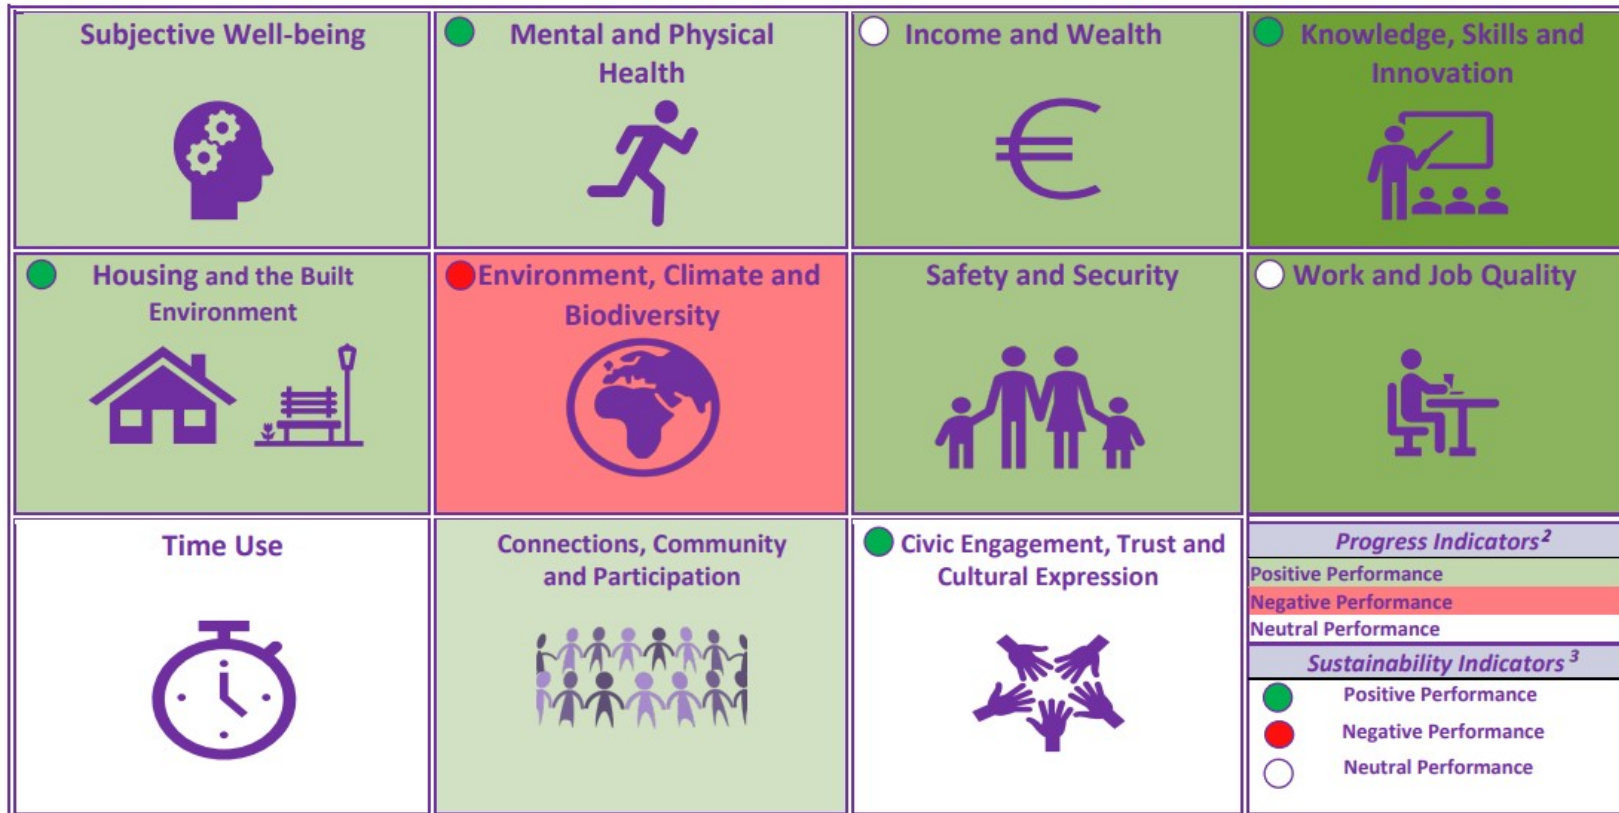 Subjective Well-being
Mental and Physical
Health
Income and Wealth
€
Knowledge, Skills and
Innovation
Housing and the Built
Environment
Environment, Climate and
Biodiversity
Safety and Security
Work and Job Quality
Time Use
Connections, Community
and Participation
Civic Engagement, Trust and
Cultural Expression
Progress Indicators²
Positive Performance
Negative Performance
Neutral Performance
Sustainability Indicators ³
Positive Performance
Negative Performance
Neutral Performance